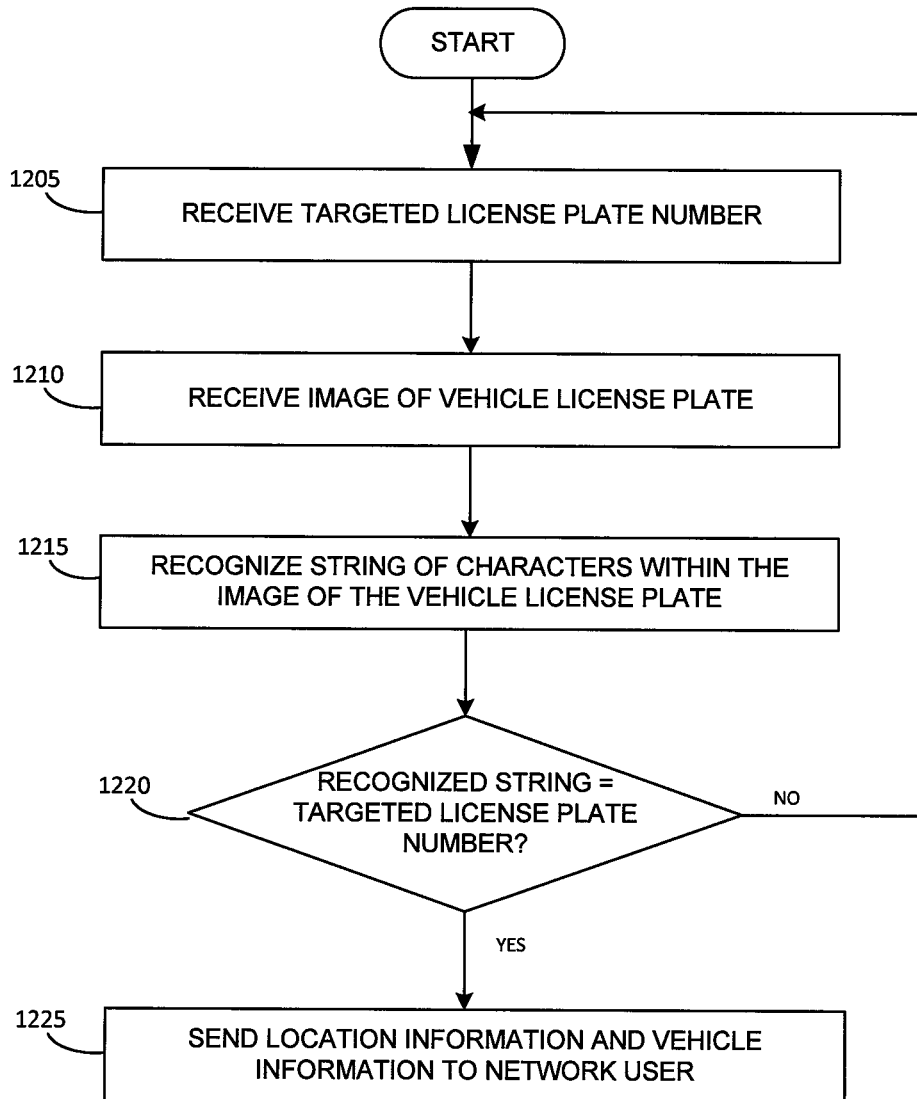 START
1205
RECEIVE TARGETED LICENSE PLATE NUMBER
1210
RECEIVE IMAGE OF VEHICLE LICENSE PLATE
1215
RECOGNIZE STRING OF CHARACTERS WITHIN THE
IMAGE OF THE VEHICLE LICENSE PLATE
1220
RECOGNIZED STRING =
TARGETED LICENSE PLATE
NUMBER?
NO
YES
1225
SEND LOCATION INFORMATION AND VEHICLE
INFORMATION TO NETWORK USER